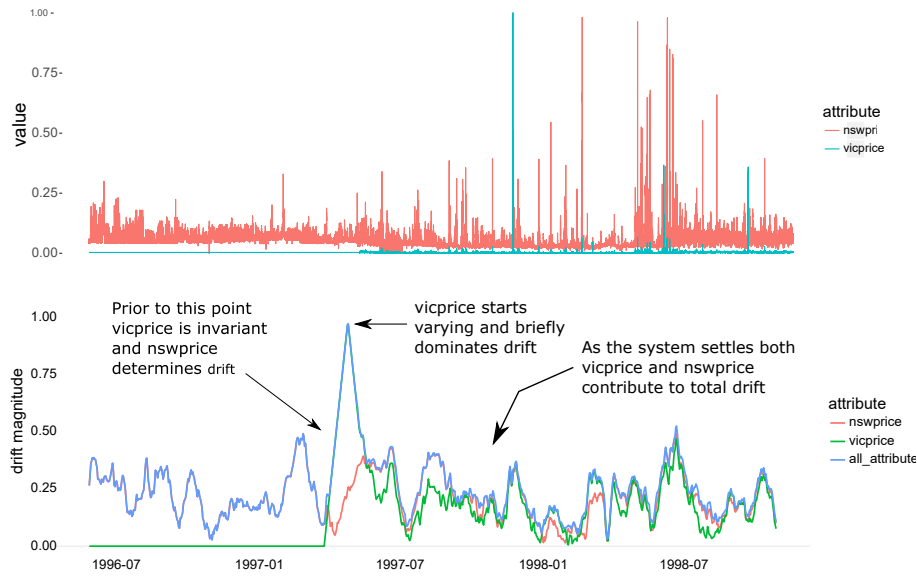 1.00 -
0.75-
0.50-
0.25-
0.00-
value
attribute
nswpri
vicprice
1.00
0.75
0.50
0.25
0.00
drift magnitude
Prior to this point
vicprice is invariant
and nswprice
determines drift
vicprice starts
varying and briefly
dominates drift
As the system settles both
vicprice and nswprice
contribute to total drift
attribute
nswprice
vicprice
all_attribute
1996-07
1997-01
1997-07
1998-01
1998-07